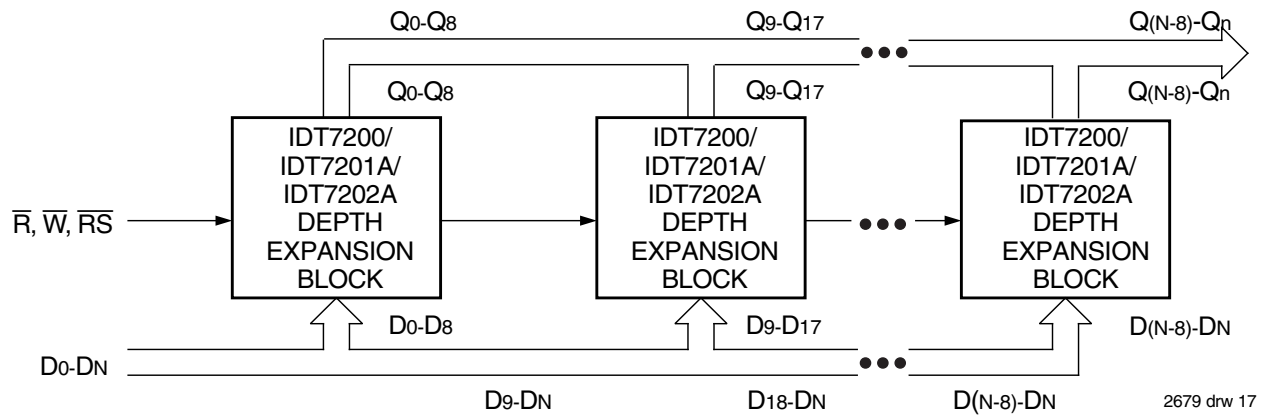 Q0-Q8 Q9-Q17 Q(N-8)-Qn
Q0-Q8 Q9-Q17 Q(N-8)-Qn
IDT7200/
IDT7201A/
IDT7202A
DEPTH
EXPANSION
BLOCK
IDT7200/
IDT7201A/
IDT7202A
DEPTH
EXPANSION
BLOCK
IDT7200/
IDT7201A/
IDT7202A
DEPTH
EXPANSION
BLOCK
R̅, W̅, R̅S̅
D0-D8 D9-D17 D(N-8)-DN
D0-DN
D9-DN D18-DN D(N-8)-DN
2679 drw 17